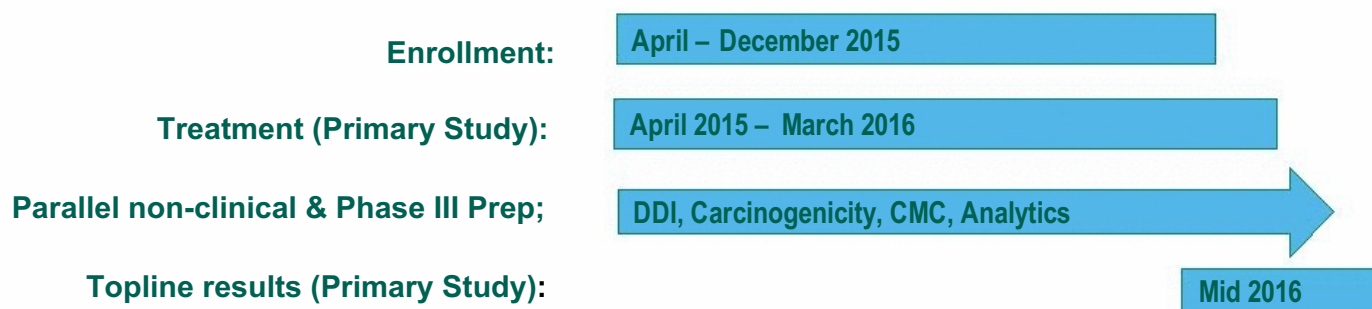 Enrollment: April – December 2015
Treatment (Primary Study): April 2015 – March 2016
Parallel non-clinical & Phase III Prep; DDI, Carcinogenicity, CMC, Analytics
Topline results (Primary Study): Mid 2016